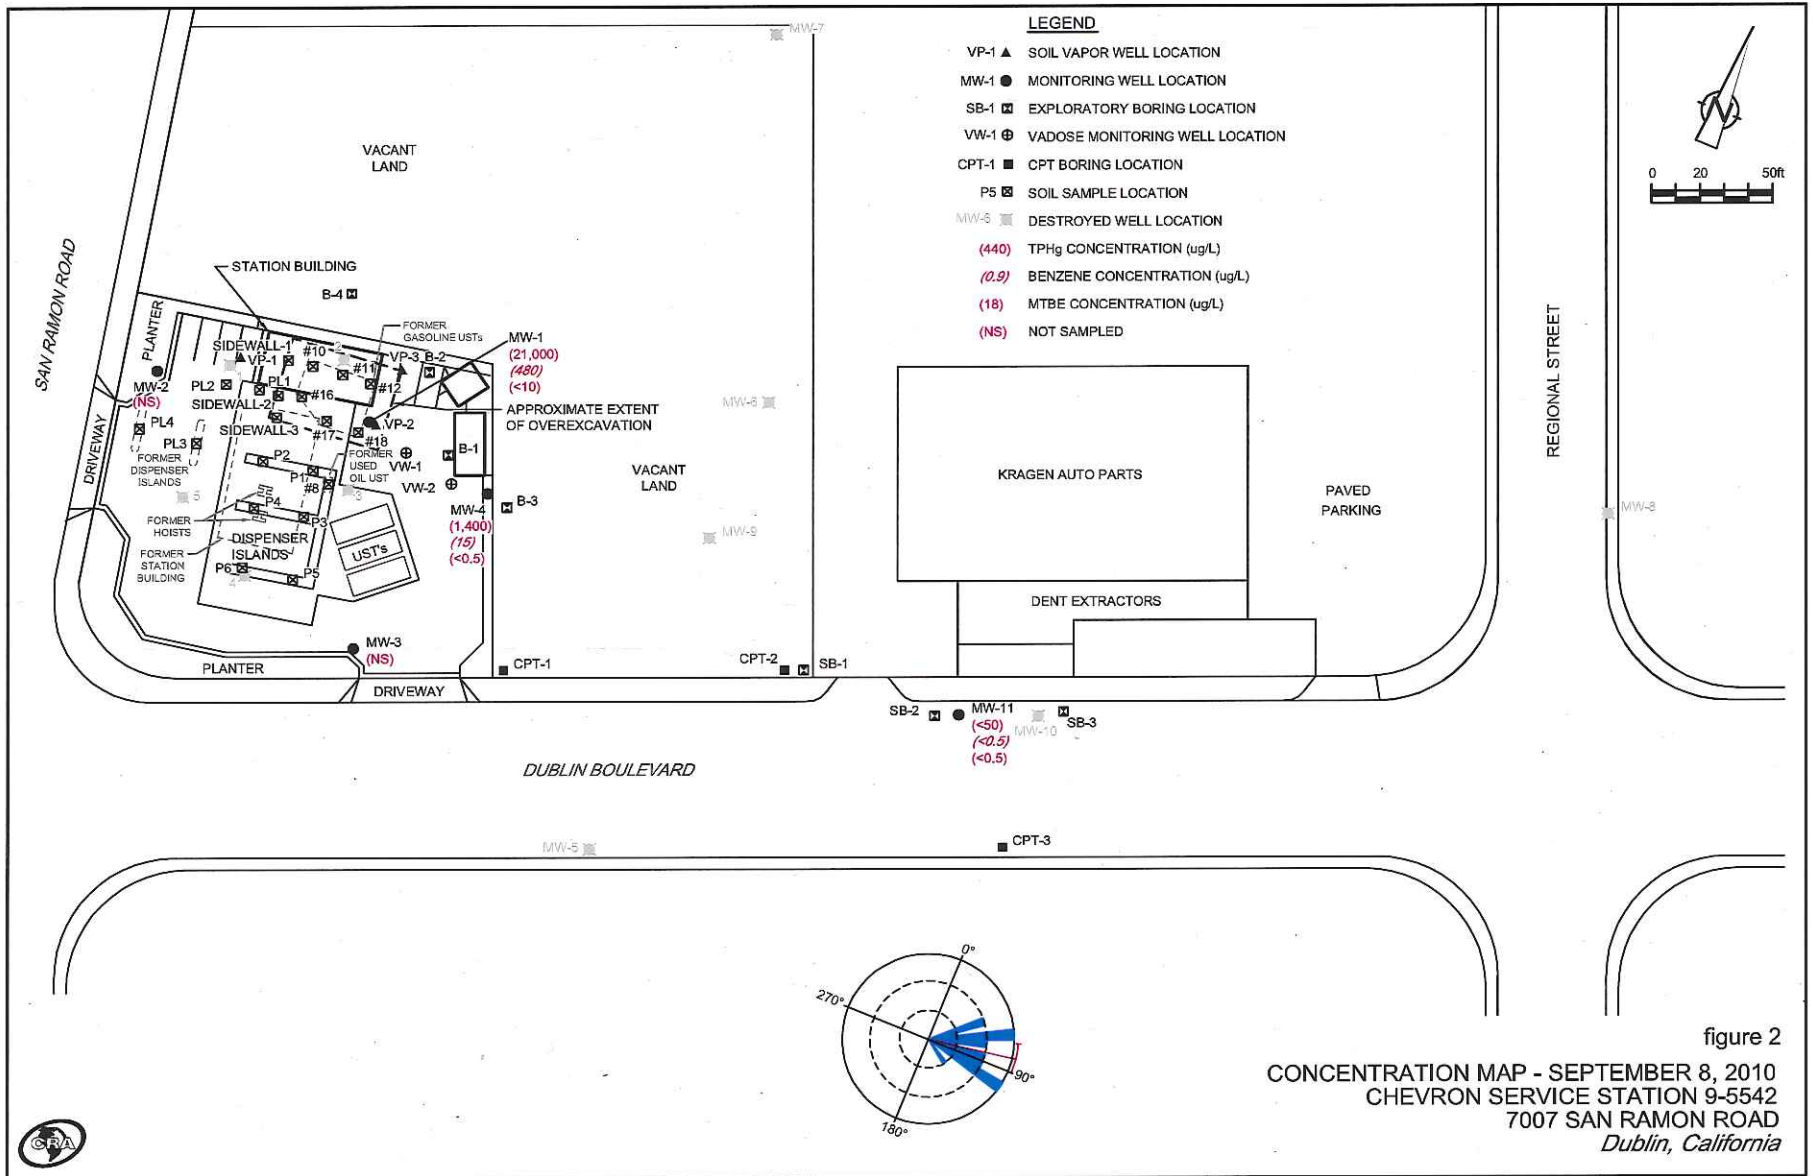 LEGEND
VP-1 SOIL VAPOR WELL LOCATION
MW-1 MONITORING WELL LOCATION
SB-1 EXPLORATORY BORING LOCATION
VW-1 VADOSE MONITORING WELL LOCATION
CPT-1 CPT BORING LOCATION
P5 SOIL SAMPLE LOCATION
MW-6 DESTROYED WELL LOCATION
(440) TPHg CONCENTRATION (ug/L)
(0.9) BENZENE CONCENTRATION (ug/L)
(18) MTBE CONCENTRATION (ug/L)
(NS) NOT SAMPLED
N
0 20 50ft
MW-7
VACANT
LAND
SAN RAMON ROAD
STATION BUILDING
B-4
PLANTER
FORMER
GASOLINE USTs
MW-1
(21,000)
(480)
(<10)
SIDEWALL-1
#10
2
VP-1
#11
VP-3
B-2
#12
MW-2
(NS)
PL2
PL1
#16
SIDEWALL-2
APPROXIMATE EXTENT
OF OVEREXCAVATION
MW-6
PL4
SIDEWALL-3
VP-2
PL3
#17
#18
DRIVEWAY
FORMER
DISPENSER
ISLANDS
P2
FORMER
USED
OIL UST
VW-1
B-1
P1
#8
VW-2
5
3
P4
B-3
MW-4
(1,400)
(15)
(<0.5)
FORMER
HOISTS
P3
DISPENSER
ISLANDS
UST's
FORMER
STATION
BUILDING
P6
4
P5
VACANT
LAND
MW-9
KRAGEN AUTO PARTS
PAVED
PARKING
REGIONAL STREET
MW-8
DENT EXTRACTORS
MW-3
(NS)
PLANTER
DRIVEWAY
CPT-1
CPT-2
SB-1
SB-2
MW-11
(<50)
(<0.5)
(<0.5)
MW-10
SB-3
DUBLIN BOULEVARD
MW-5
CPT-3
0°
270°
90°
180°
figure 2
CONCENTRATION MAP - SEPTEMBER 8, 2010
CHEVRON SERVICE STATION 9-5542
7007 SAN RAMON ROAD
Dublin, California
CRA